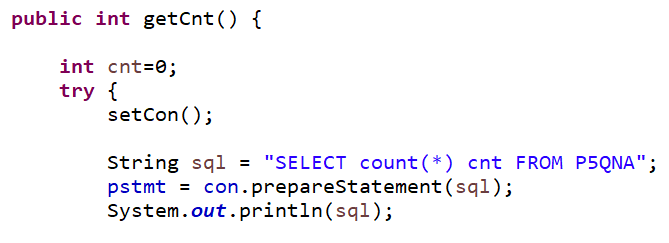 public int getCnt() {
int cnt=0;
try {
setCon();
String sql = "SELECT count(*) cnt FROM P5QNA";
pstmt = con.prepareStatement(sql);
System.out.println(sql);